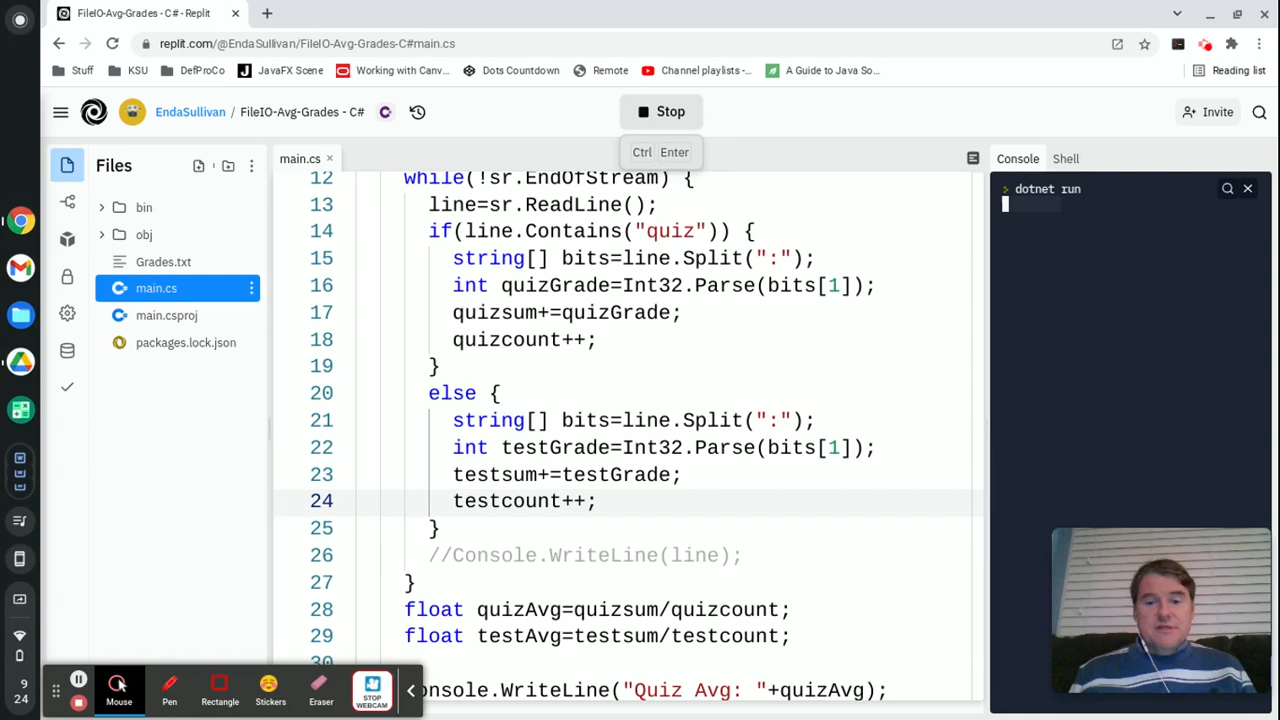 FileIO-Avg-Grades - C# - Replit
replit.com/@EndaSullivan/FileIO-Avg-Grades-C#main.cs
Stuff
KSU
DefProCo
JavaFX Scene
Working with Canv...
Dots Countdown
Remote
Channel playlists -...
A Guide to Java So...
Reading list
EndaSullivan / FileIO-Avg-Grades - C#
Stop
Invite
Ctrl Enter
Files
bin
obj
Grades.txt
main.cs
main.csproj
packages.lock.json
main.cs
12 while(!sr.EndOfStream) {
13 line=sr.ReadLine();
14 if(line.Contains("quiz")) {
15 string[] bits=line.Split(":");
16 int quizGrade=Int32.Parse(bits[1]);
17 quizsum+=quizGrade;
18 quizcount++;
19 }
20 else {
21 string[] bits=line.Split(":");
22 int testGrade=Int32.Parse(bits[1]);
23 testsum+=testGrade;
24 testcount++;
25 }
26 //Console.WriteLine(line);
27 }
28 float quizAvg=quizsum/quizcount;
29 float testAvg=testsum/testcount;
30
onsole.WriteLine("Quiz Avg: "+quizAvg);
Console
Shell
> dotnet run
9
24
Mouse
Pen
Rectangle
Stickers
Eraser
STOP
WEBCAM